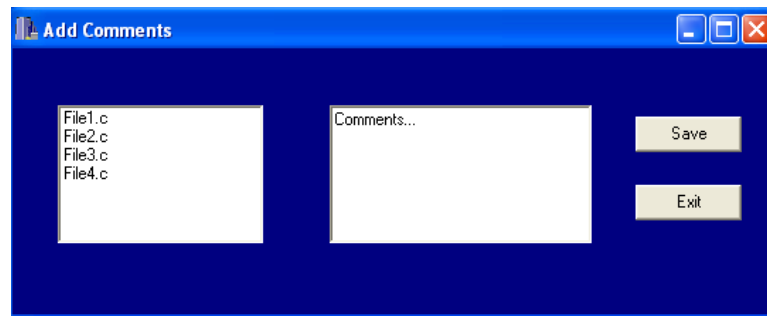 Add Comments
File1.c
File2.c
File3.c
File4.c
Comments...
Save
Exit